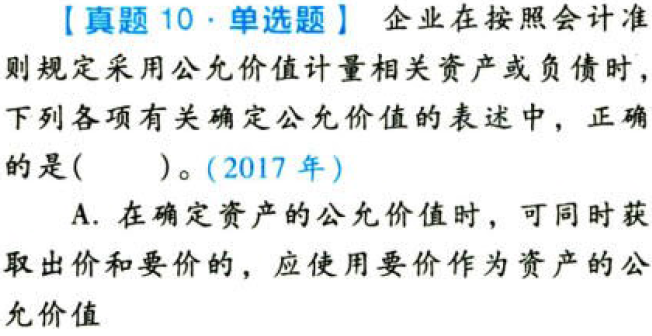 【真题 10·单选题】 企业在按照会计准
则规定采用公允价值计量相关资产或负债时，
下列各项有关确定公允价值的表述中，正确
的是(　　)。(2017 年)
A. 在确定资产的公允价值时，可同时获
取出价和要价的，应使用要价作为资产的公
允价值